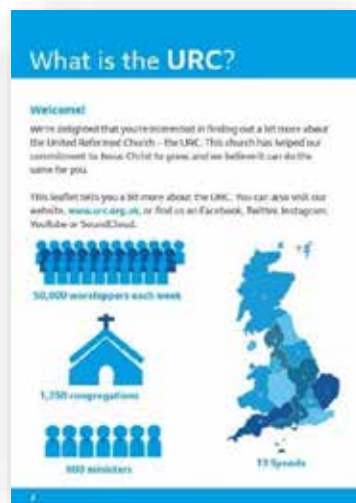 What is the URC?
Welcome!
We're delighted that you're interested in finding out a bit more about
the United Reformed Church – the URC. This church has helped our
commitment to Jesus Christ to grow, and we believe it can do the
same for you.
This leaflet tells you a bit more about the URC. You can also visit our
website, www.urc.org.uk, or find us on Facebook, Twitter, Instagram,
YouTube or SoundCloud.
50,000 worshippers each week
congregations
600 ministers
13 Synods